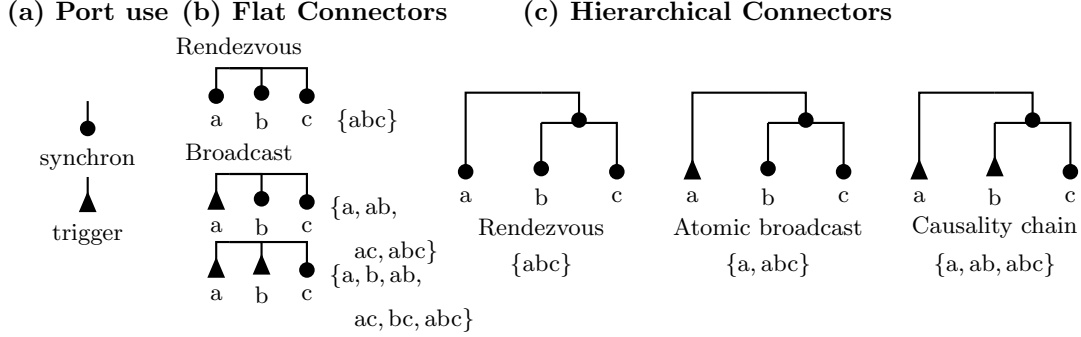 (a) Port use (b) Flat Connectors (c) Hierarchical Connectors
synchron
trigger
Rendezvous
a b c {abc}
Broadcast
a b c {a, ab,
ac, abc}
a b c {a, b, ab,
ac, bc, abc}
a b c
Rendezvous
{abc}
a b c
Atomic broadcast
{a, abc}
a b c
Causality chain
{a, ab, abc}